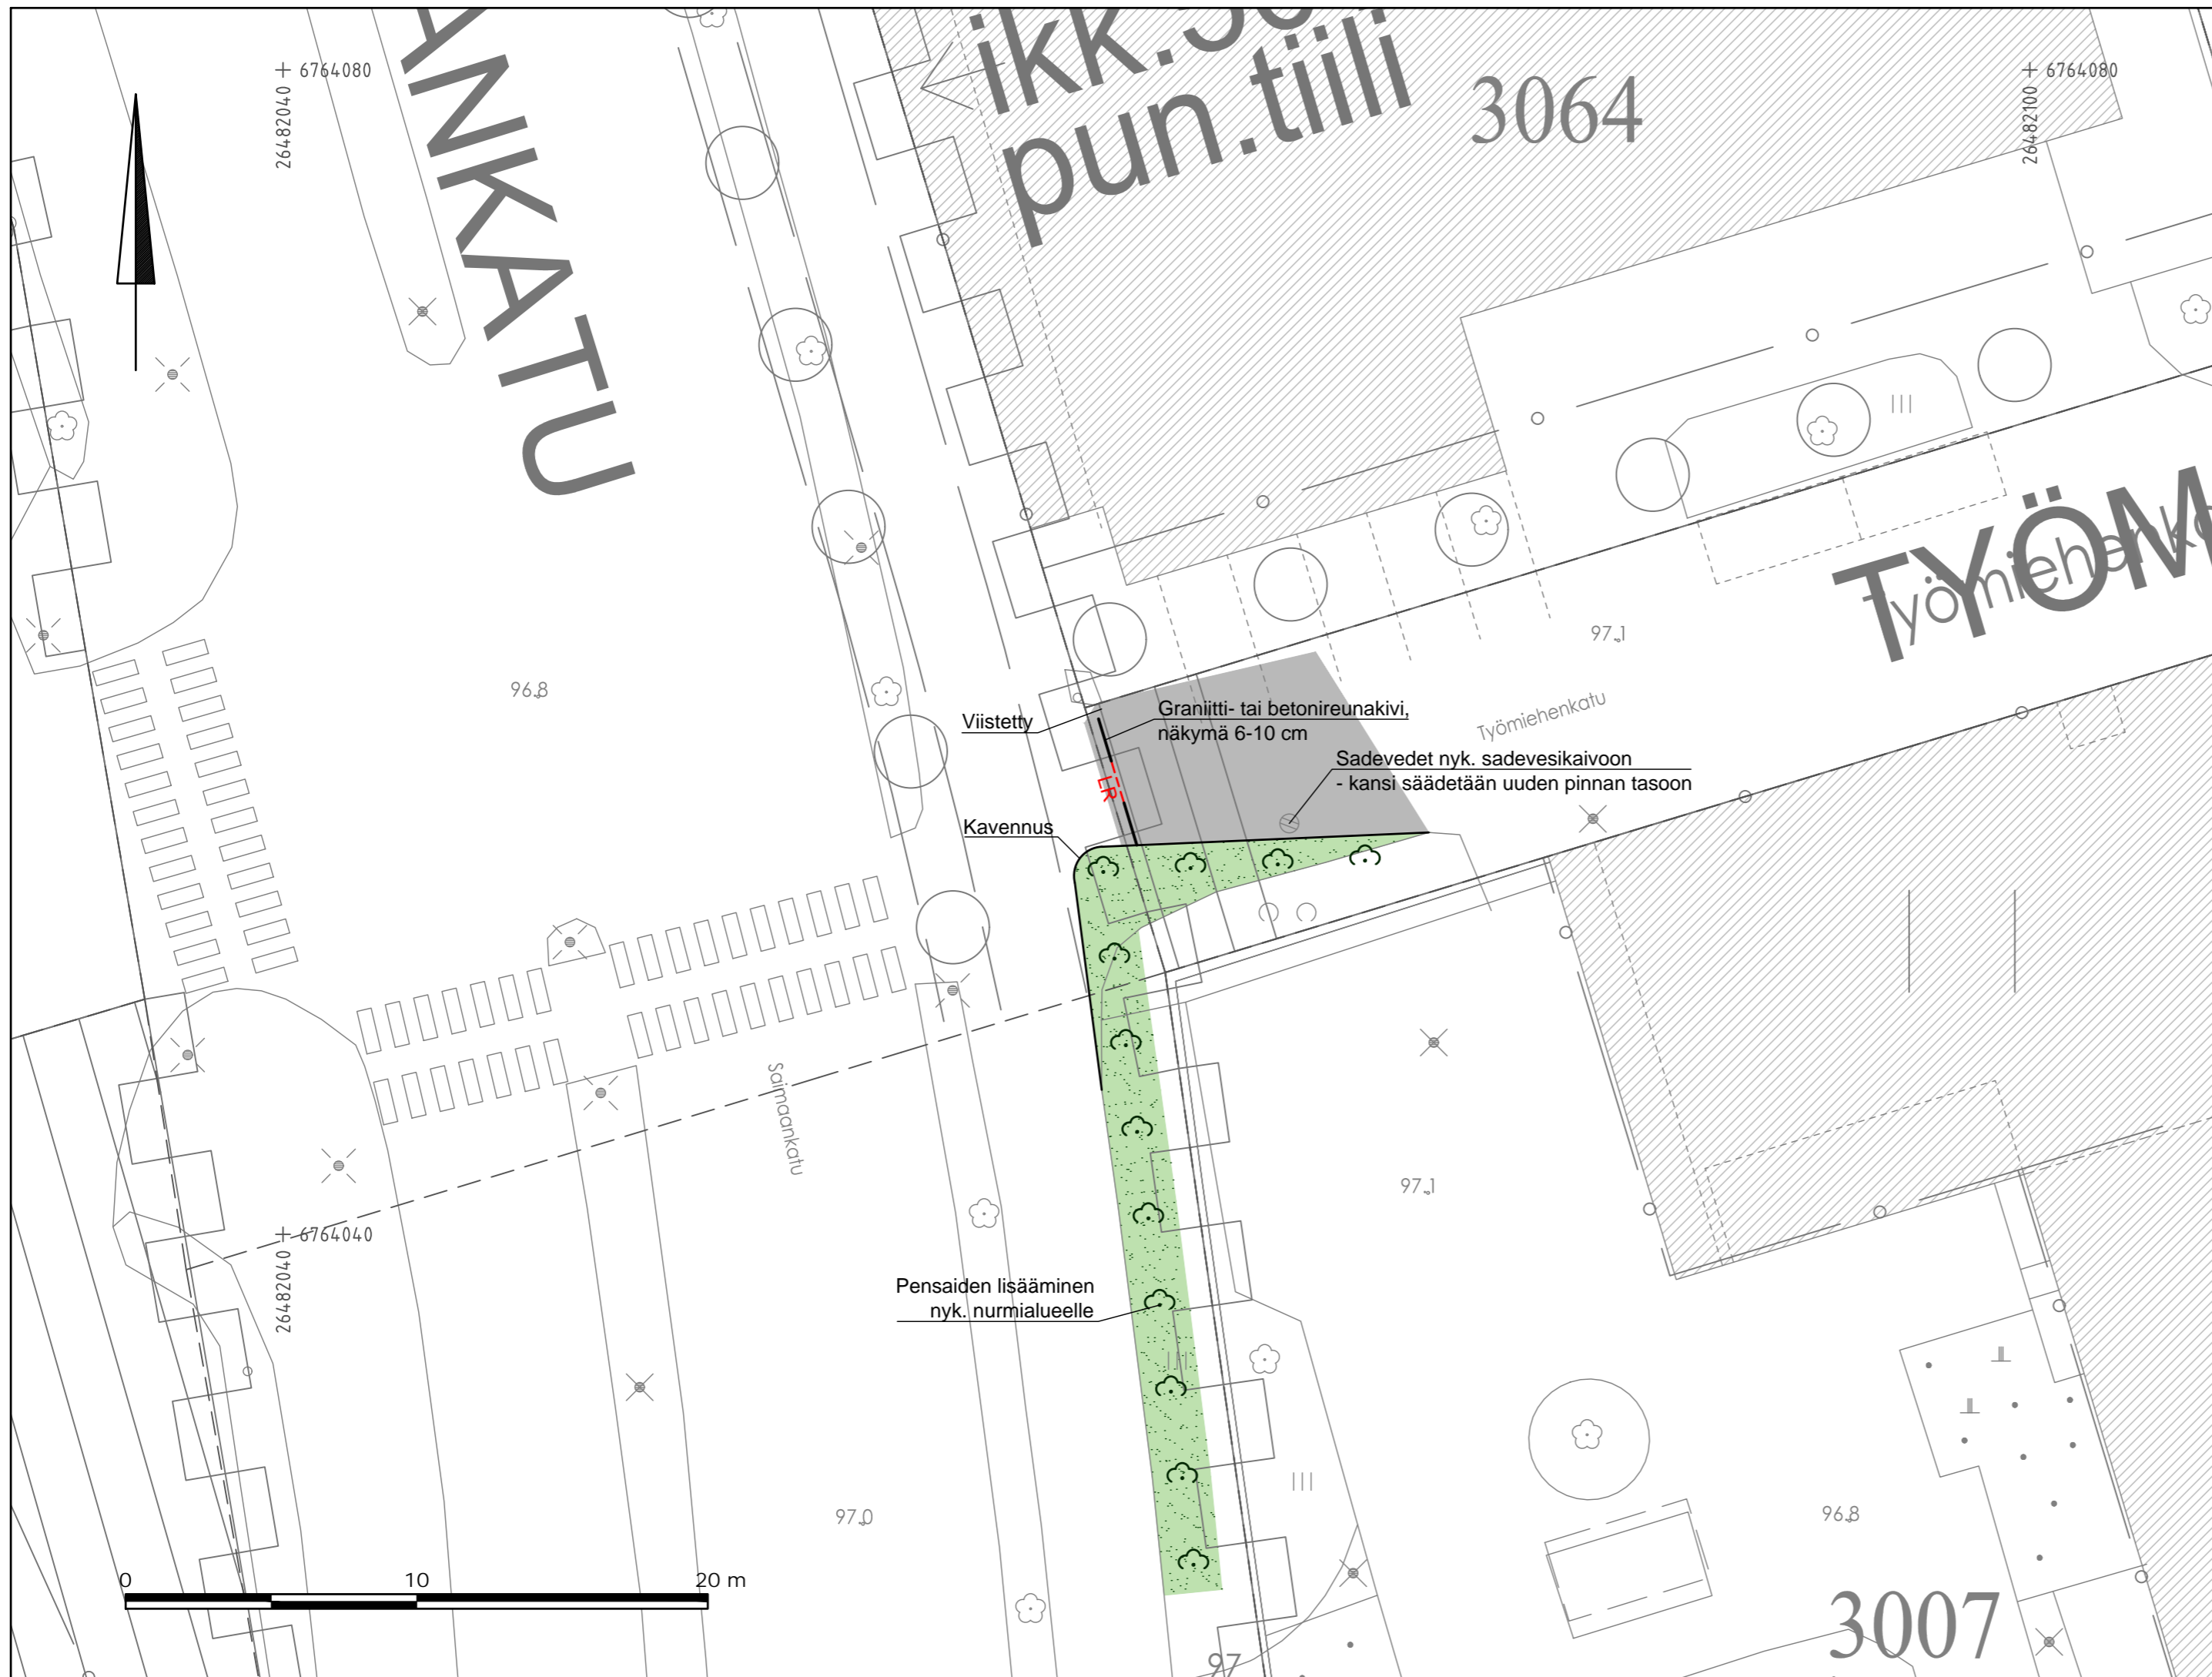 ANKATU
pun.tiili
3064
6764080
26482040
6764080
26482100
TYÖM
97.1
96.8
Viistetty
Graniitti- tai betonireunakivi,
näkymä 6-10 cm
Työmiehenkatu
Sadevedet nyk. sadevesikaivoon
- kansi säädetään uuden pinnan tasoon
LR
Kavennus
Saimaankatu
97.1
6764040
26482040
Pensaiden lisääminen
nyk. nurmialueelle
97.0
96.8
0 10 20 m
3007
97